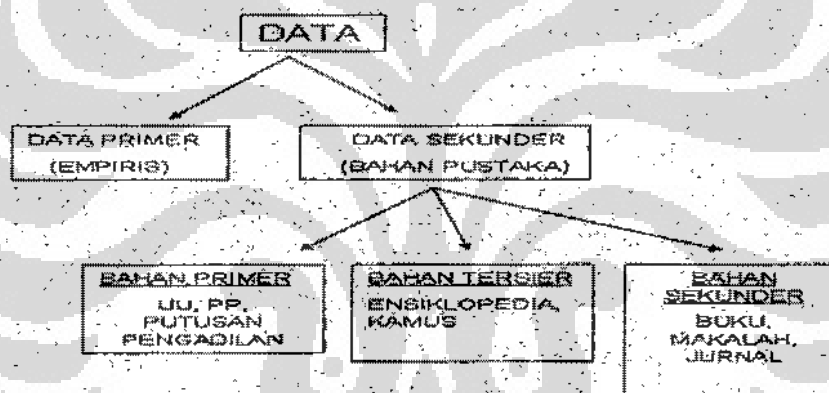 DATA
DATA PRIMER
(EMPIRIS)
DATA SEKUNDER
(BAHAN PUSTAKA)
BAHAN PRIMER
UU, PP,
PUTUSAN
PENGADILAN
BAHAN TERSIER
ENSIKLOPEDIA,
KAMUS
BAHAN
SEKUNDER
BUKU,
MAKALAH,
JURNAL